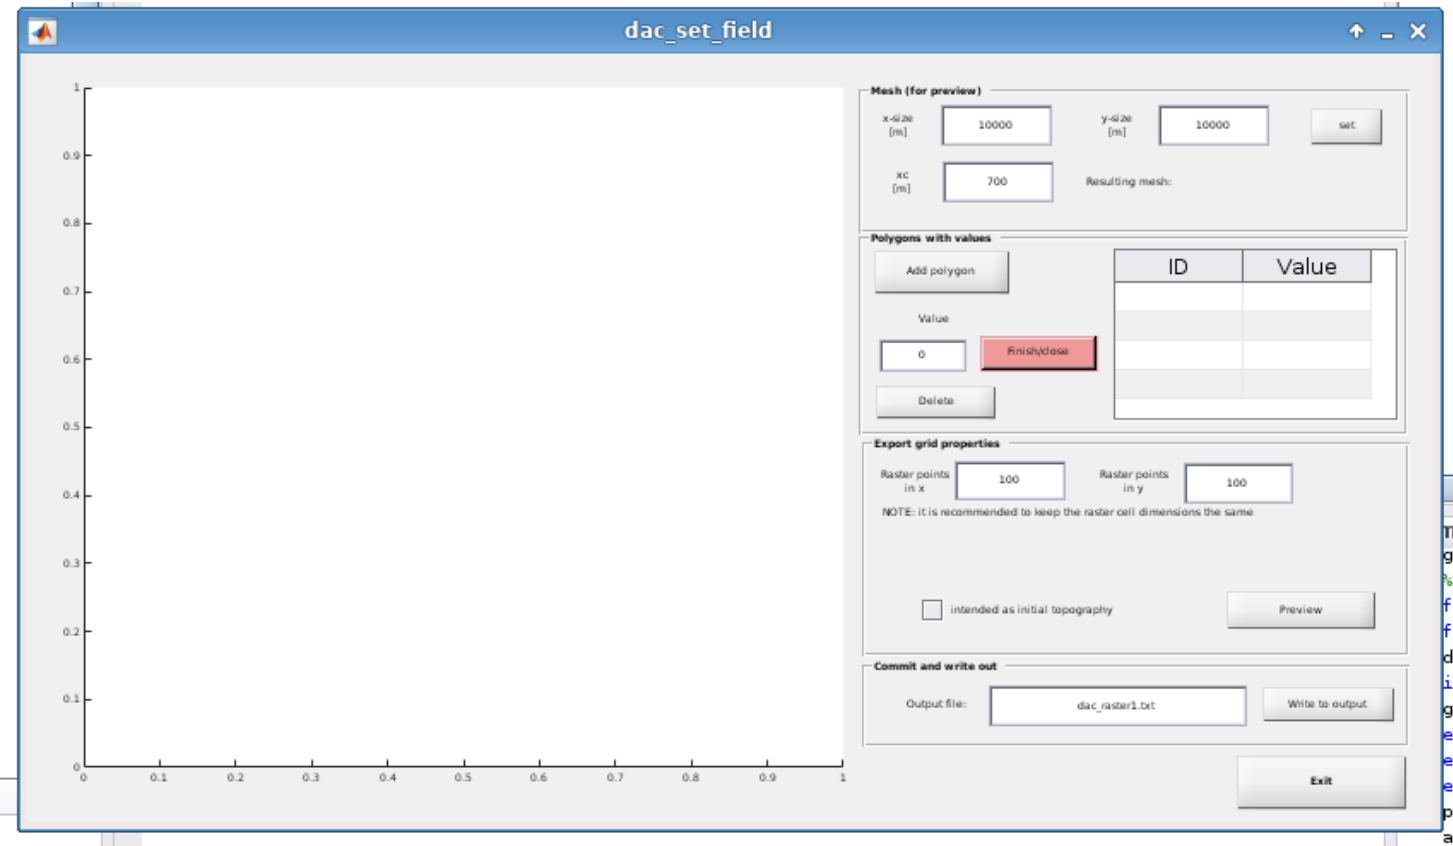 dac_set_field
1
0.9
0.8
0.7
0.6
0.5
0.4
0.3
0.2
0.1
0
0 0.1 0.2 0.3 0.4 0.5 0.6 0.7 0.8 0.9 1
Mesh (for preview)
x-size
[m]
10000
y-size
[m]
10000
set
xc
[m]
700
Resulting mesh:
Polygons with values
Add polygon
Value
0
Finish/close
Delete
ID Value
Export grid properties
Raster points
in x
100
Raster points
in y
100
NOTE: it is recommended to keep the raster cell dimensions the same
intended as initial topography
Preview
Commit and write out
Output file:
dac_raster1.txt
Write to output
Exit
g
%
f
f
d
i
g
e
e
e
p
a